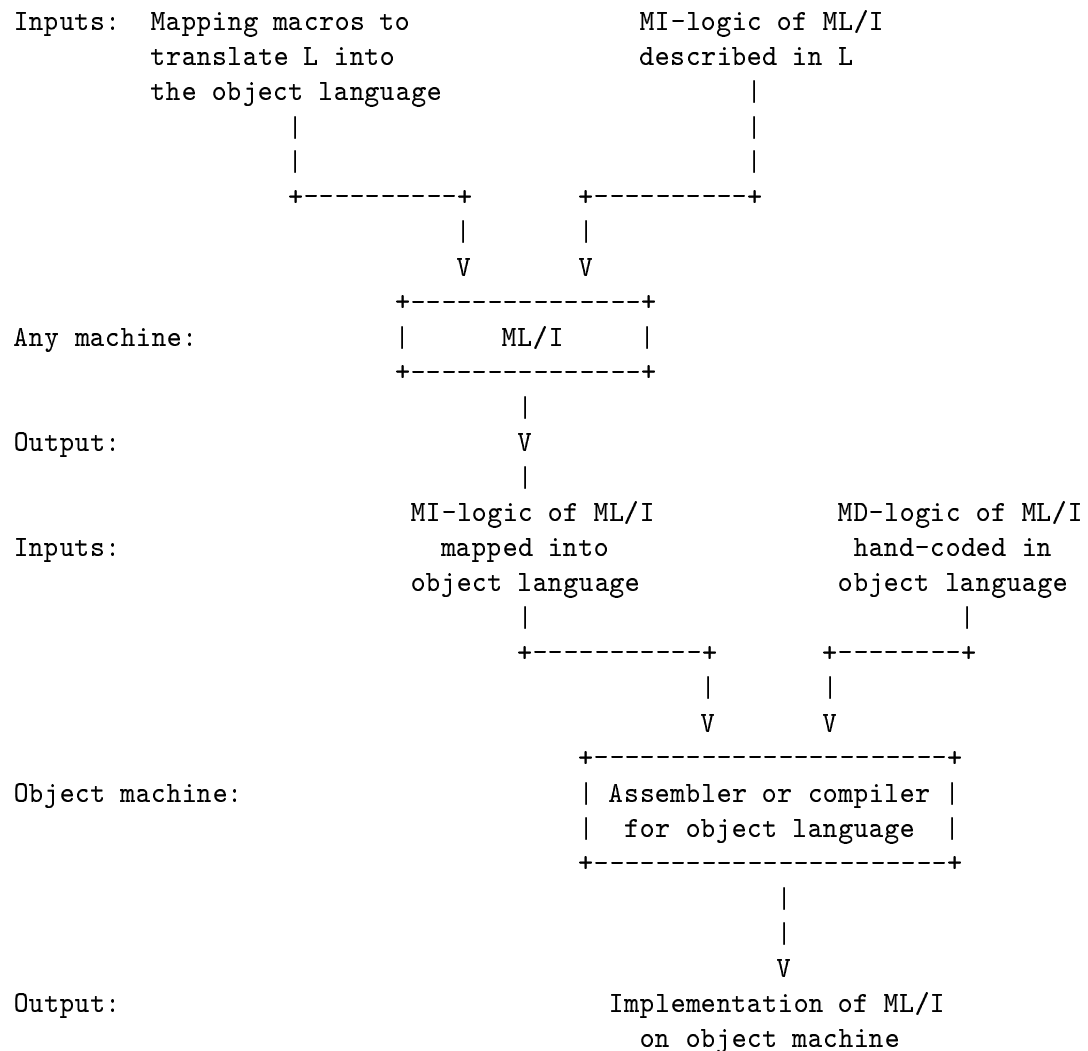 Inputs: Mapping macros to MI-logic of ML/I
translate L into described in L
the object language
Any machine: ML/I
Output:
MI-logic of ML/I MD-logic of ML/I
Inputs: mapped into hand-coded in
object language object language
Object machine: Assembler or compiler
for object language
Output: Implementation of ML/I
on object machine